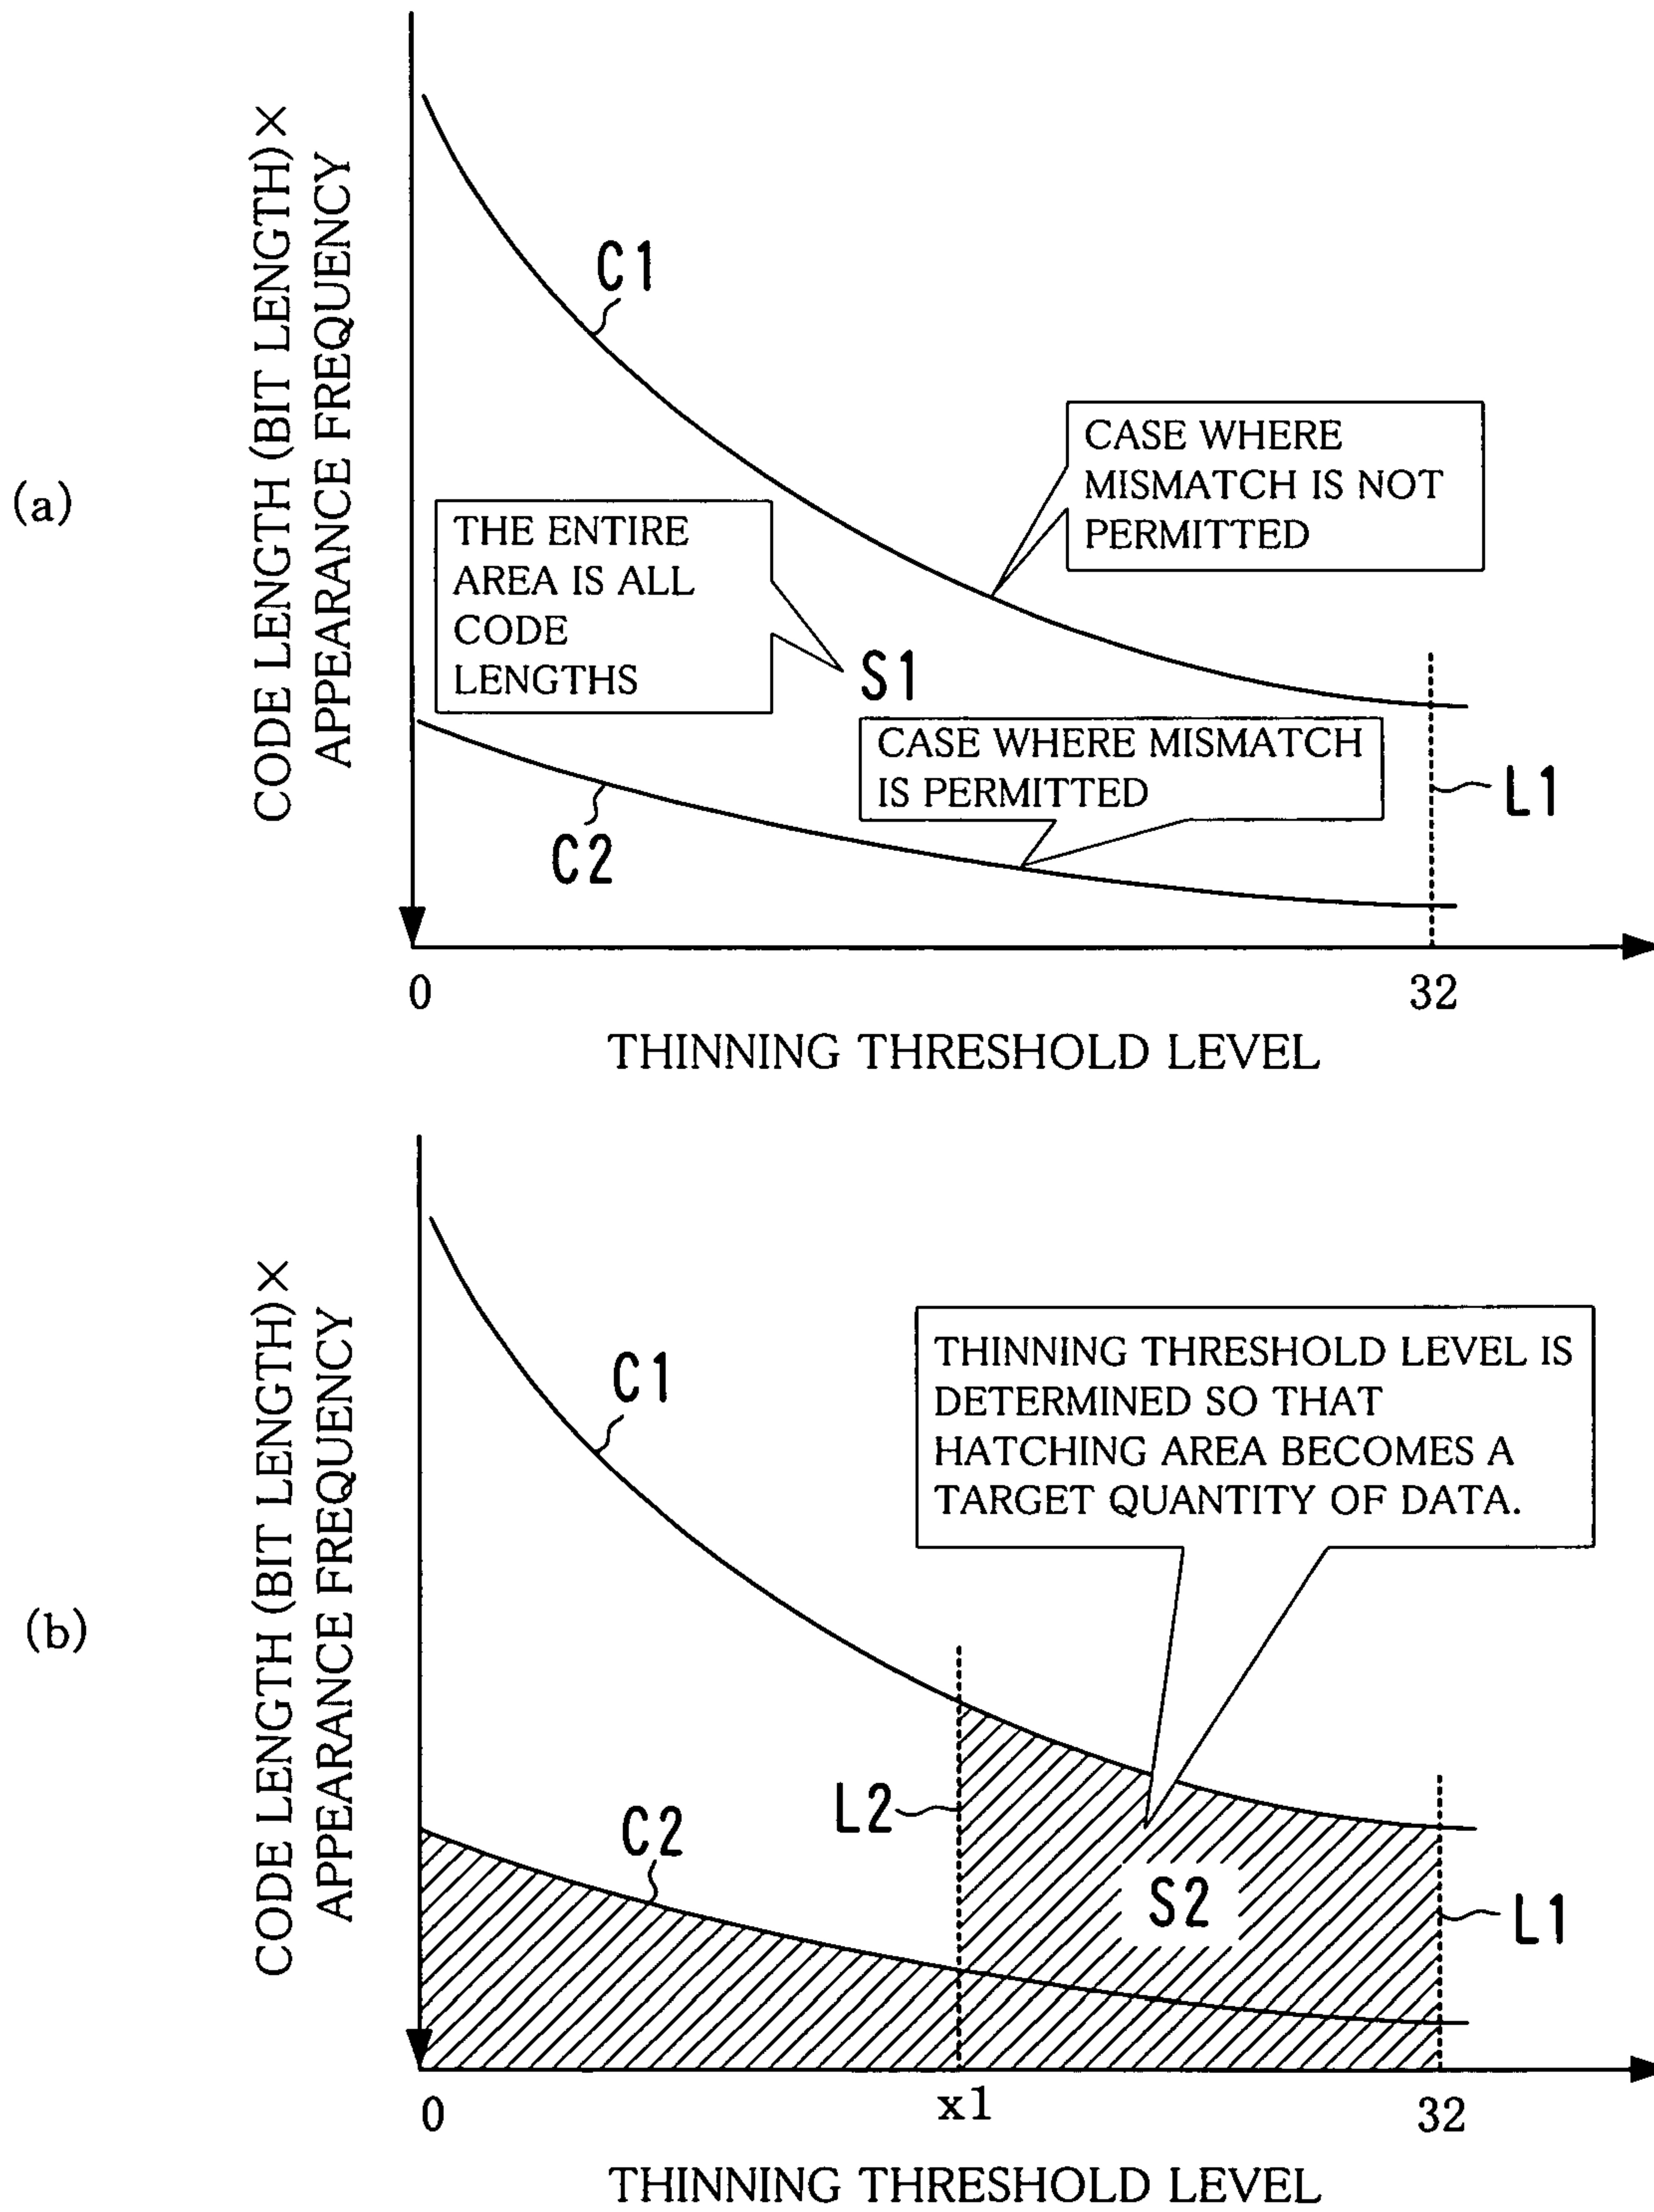 (a)
CODE LENGTH (BIT LENGTH)×
APPEARANCE FREQUENCY
C1
CASE WHERE
MISMATCH IS NOT
PERMITTED
THE ENTIRE
AREA IS ALL
CODE
LENGTHS
S1
CASE WHERE MISMATCH
IS PERMITTED
L1
C2
0
32
THINNING THRESHOLD LEVEL
(b)
CODE LENGTH (BIT LENGTH)×
APPEARANCE FREQUENCY
C1
THINNING THRESHOLD LEVEL IS
DETERMINED SO THAT
HATCHING AREA BECOMES A
TARGET QUANTITY OF DATA.
L2
C2
S2
L1
0
x1
32
THINNING THRESHOLD LEVEL